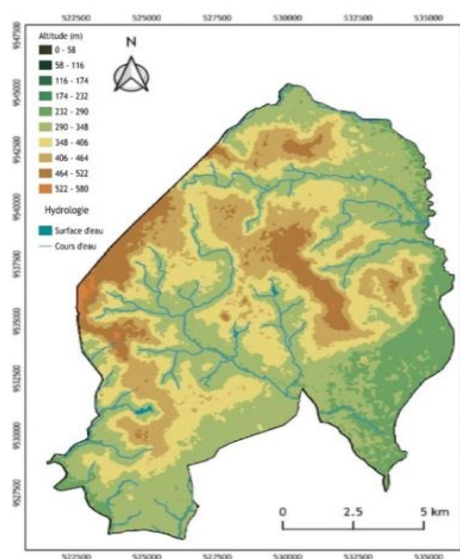 522500 525000 527500 530000 532500 535000
9547500
9545000
9542500
9540000
9537500
9535000
9532500
9530000
9527500
Altitude (m)
0 - 58
58 - 116
116 - 174
174 - 232
232 - 290
290 - 348
348 - 406
406 - 464
464 - 522
522 - 580
Hydrologie
Surface d'eau
Cours d'eau
N
0 2.5 5 km
522500 525000 527500 530000 532500 535000